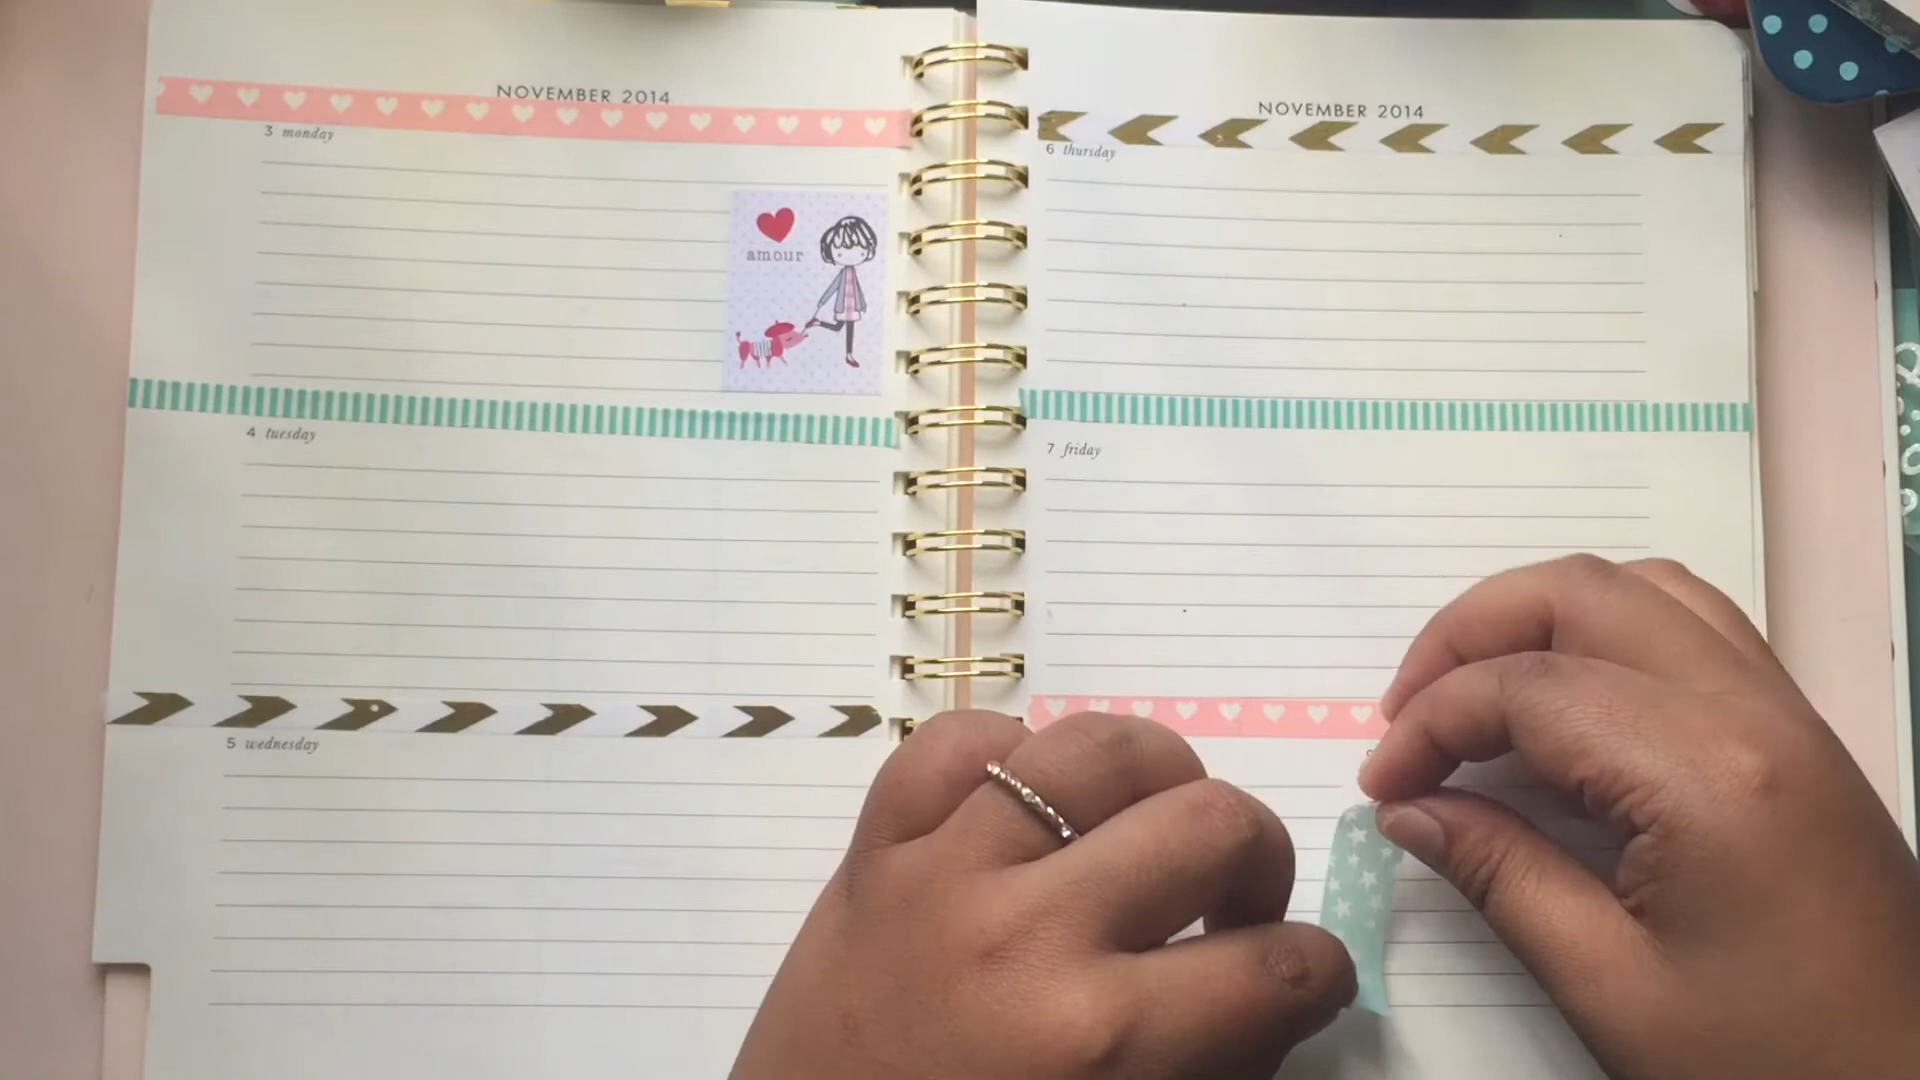 NOVEMBER 2014
3 monday
amour
4 tuesday
5 wednesday
NOVEMBER 2014
6 thursday
7 friday